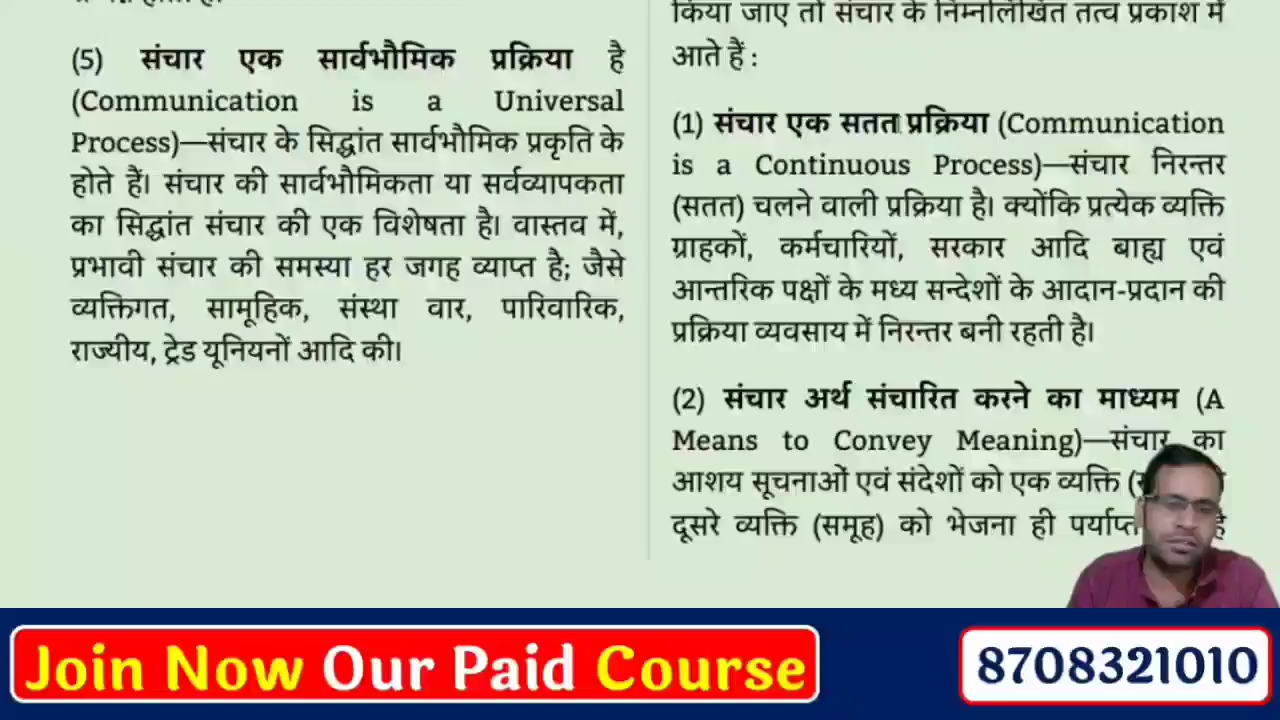 (5) संचार एक सार्वभौमिक प्रक्रिया है
(Communication is a Universal
Process)—संचार के सिद्धांत सार्वभौमिक प्रकृति के
होते हैं। संचार की सार्वभौमिकता या सर्वव्यापकता
का सिद्धांत संचार की एक विशेषता है। वास्तव में,
प्रभावी संचार की समस्या हर जगह व्याप्त है; जैसे
व्यक्तिगत, सामूहिक, संस्था वार, पारिवारिक,
राज्यीय, ट्रेड यूनियनों आदि की।
किया जाए तो संचार के निम्नलिखित तत्व प्रकाश में
आते हैं :
(1) संचार एक सतत प्रक्रिया (Communication
is a Continuous Process)—संचार निरन्तर
(सतत) चलने वाली प्रक्रिया है। क्योंकि प्रत्येक व्यक्ति
ग्राहकों, कर्मचारियों, सरकार आदि बाह्य एवं
आन्तरिक पक्षों के मध्य सन्देशों के आदान-प्रदान की
प्रक्रिया व्यवसाय में निरन्तर बनी रहती है।
(2) संचार अर्थ संचारित करने का माध्यम (A
Means to Convey Meaning)—संचार का
आशय सूचनाओं एवं संदेशों को एक व्यक्ति
दूसरे व्यक्ति (समूह) को भेजना ही पर्याप्त
Join Now Our Paid Course
8708321010